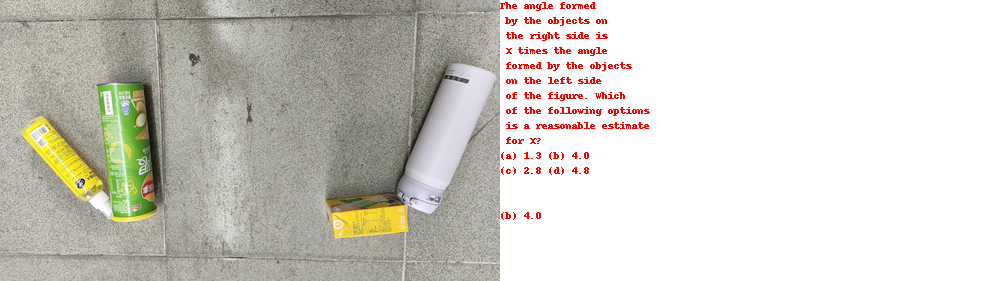 The angle formed
by the objects on
the right side is
X times the angle
formed by the objects
on the left side
of the figure. Which
of the following options
is a reasonable estimate
for X?
(a) 1.3 (b) 4.0
(c) 2.8 (d) 4.8
(b) 4.0